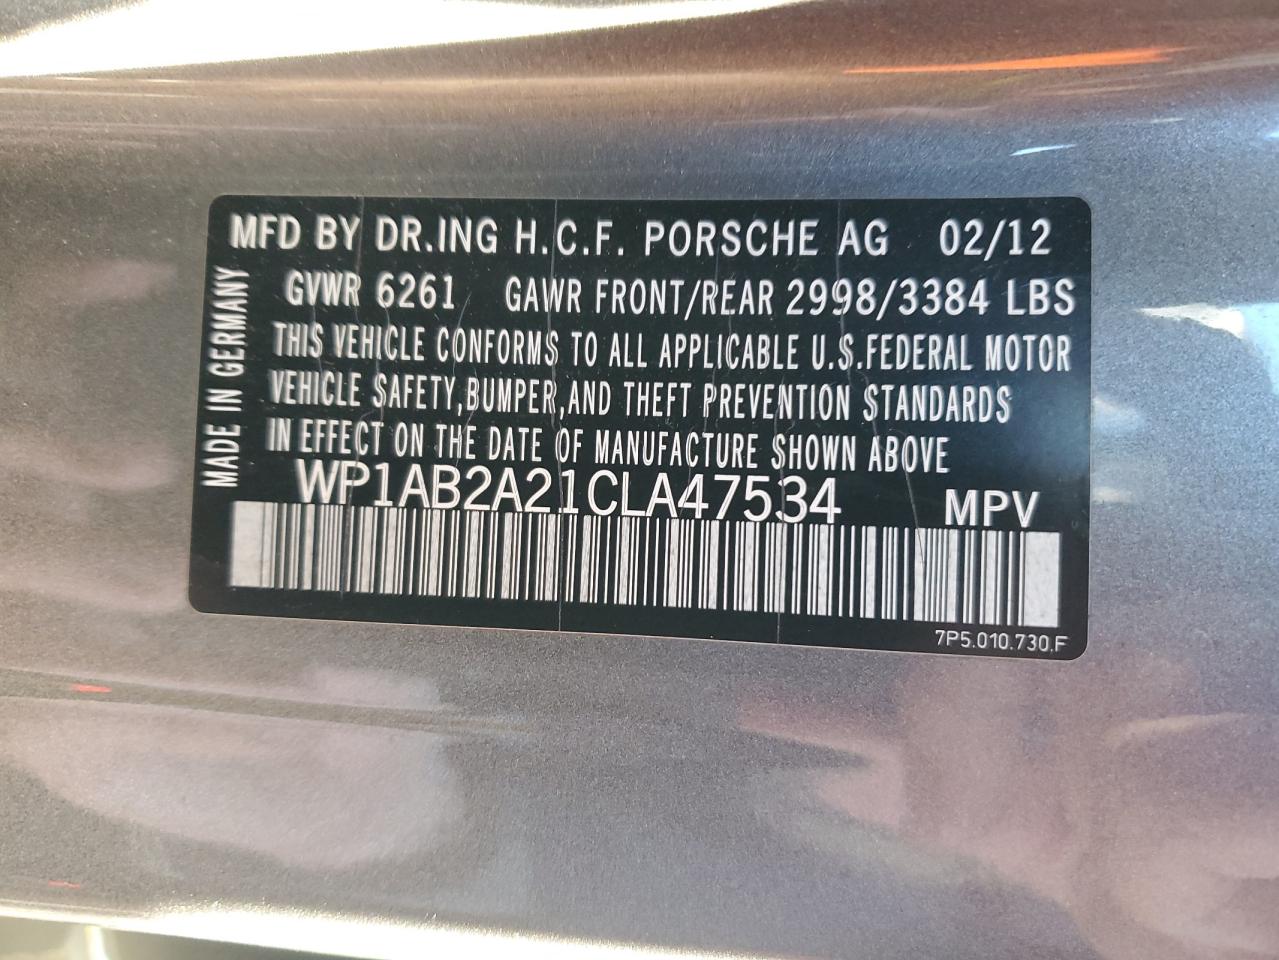 MFD BY DR.ING H.C.F. PORSCHE AG 02/12
GVWR 6261 GAWR FRONT/REAR 2998/3384 LBS
THIS VEHICLE CONFORMS TO ALL APPLICABLE U.S.FEDERAL MOTOR
VEHICLE SAFETY,BUMPER,AND THEFT PREVENTION STANDARDS
IN EFFECT ON THE DATE OF MANUFACTURE SHOWN ABOVE
WP1AB2A21CLA47534 MPV
7P5.010.730.F
MADE IN GERMANY